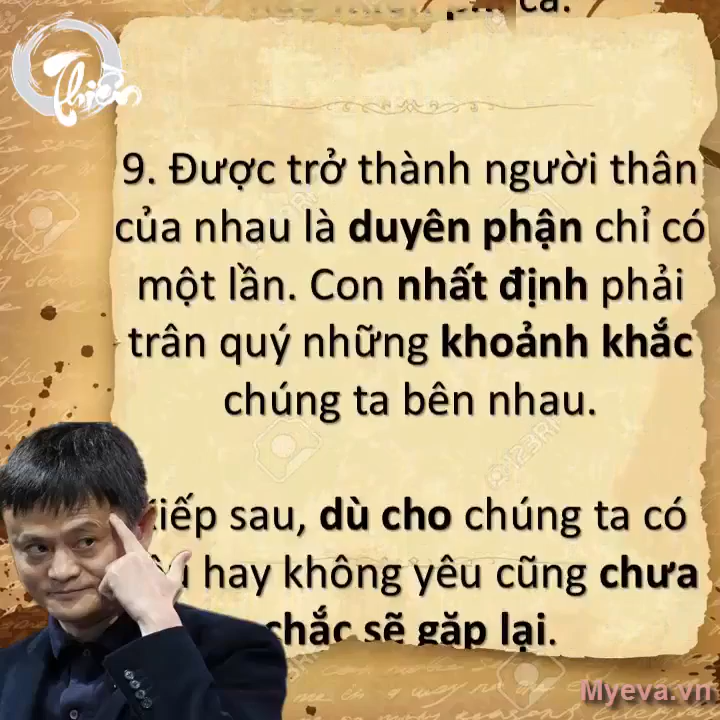 Thiền
9. Được trở thành người thân
của nhau là duyên phận chỉ có
một lần. Con nhất định phải
trân quý những khoảnh khắc
chúng ta bên nhau.
sau, dù cho chúng ta có
hay không yêu cũng chưa
chắc sẽ gặp lại.
Myeva.vn